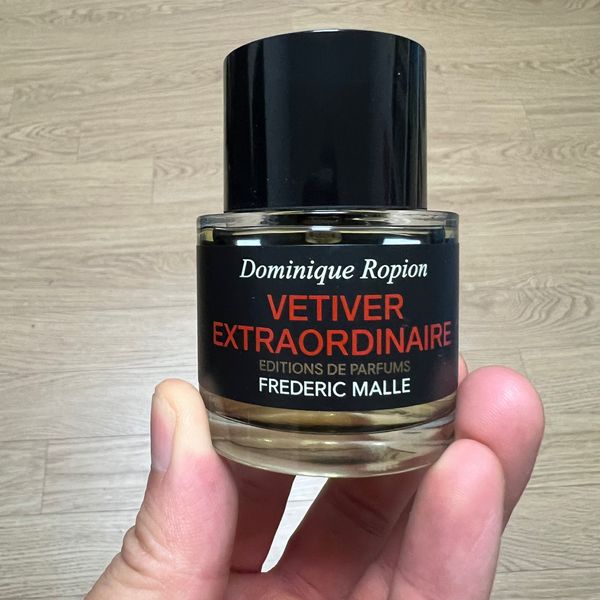 Dominique Ropion
VETIVER
EXTRAORDINAIRE
EDITIONS DE PARFUMS
FREDERIC MALLE